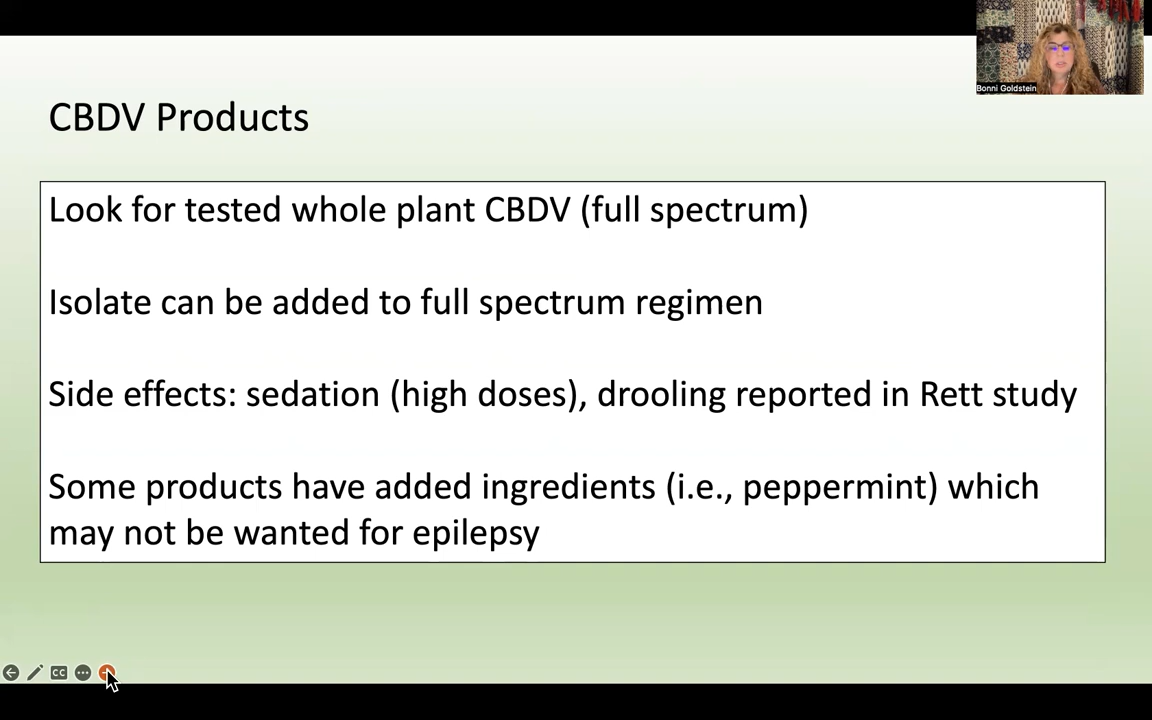 Bonni Goldstein
CBDV Products
Look for tested whole plant CBDV (full spectrum)
Isolate can be added to full spectrum regimen
Side effects: sedation (high doses), drooling reported in Rett study
Some products have added ingredients (i.e., peppermint) which
may not be wanted for epilepsy
CC